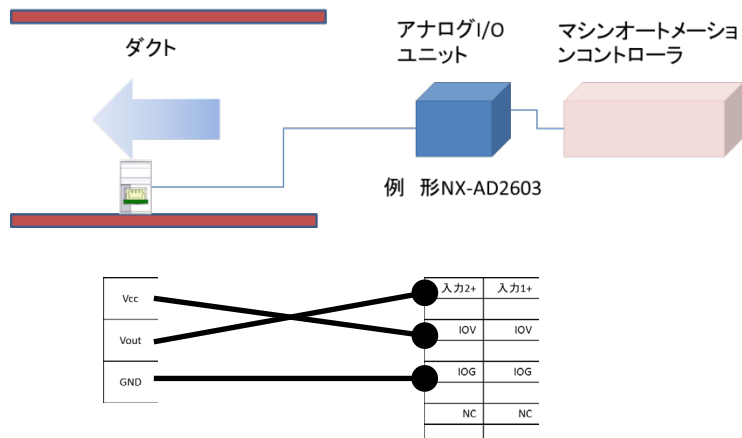 ダクト
アナログI/O
ユニット
マシンオートメーショ
ンコントローラ
例 形NX-AD2603
Vcc
Vout
GND
入力2+ 入力1+
IOV IOV
IOG IOG
NC NC